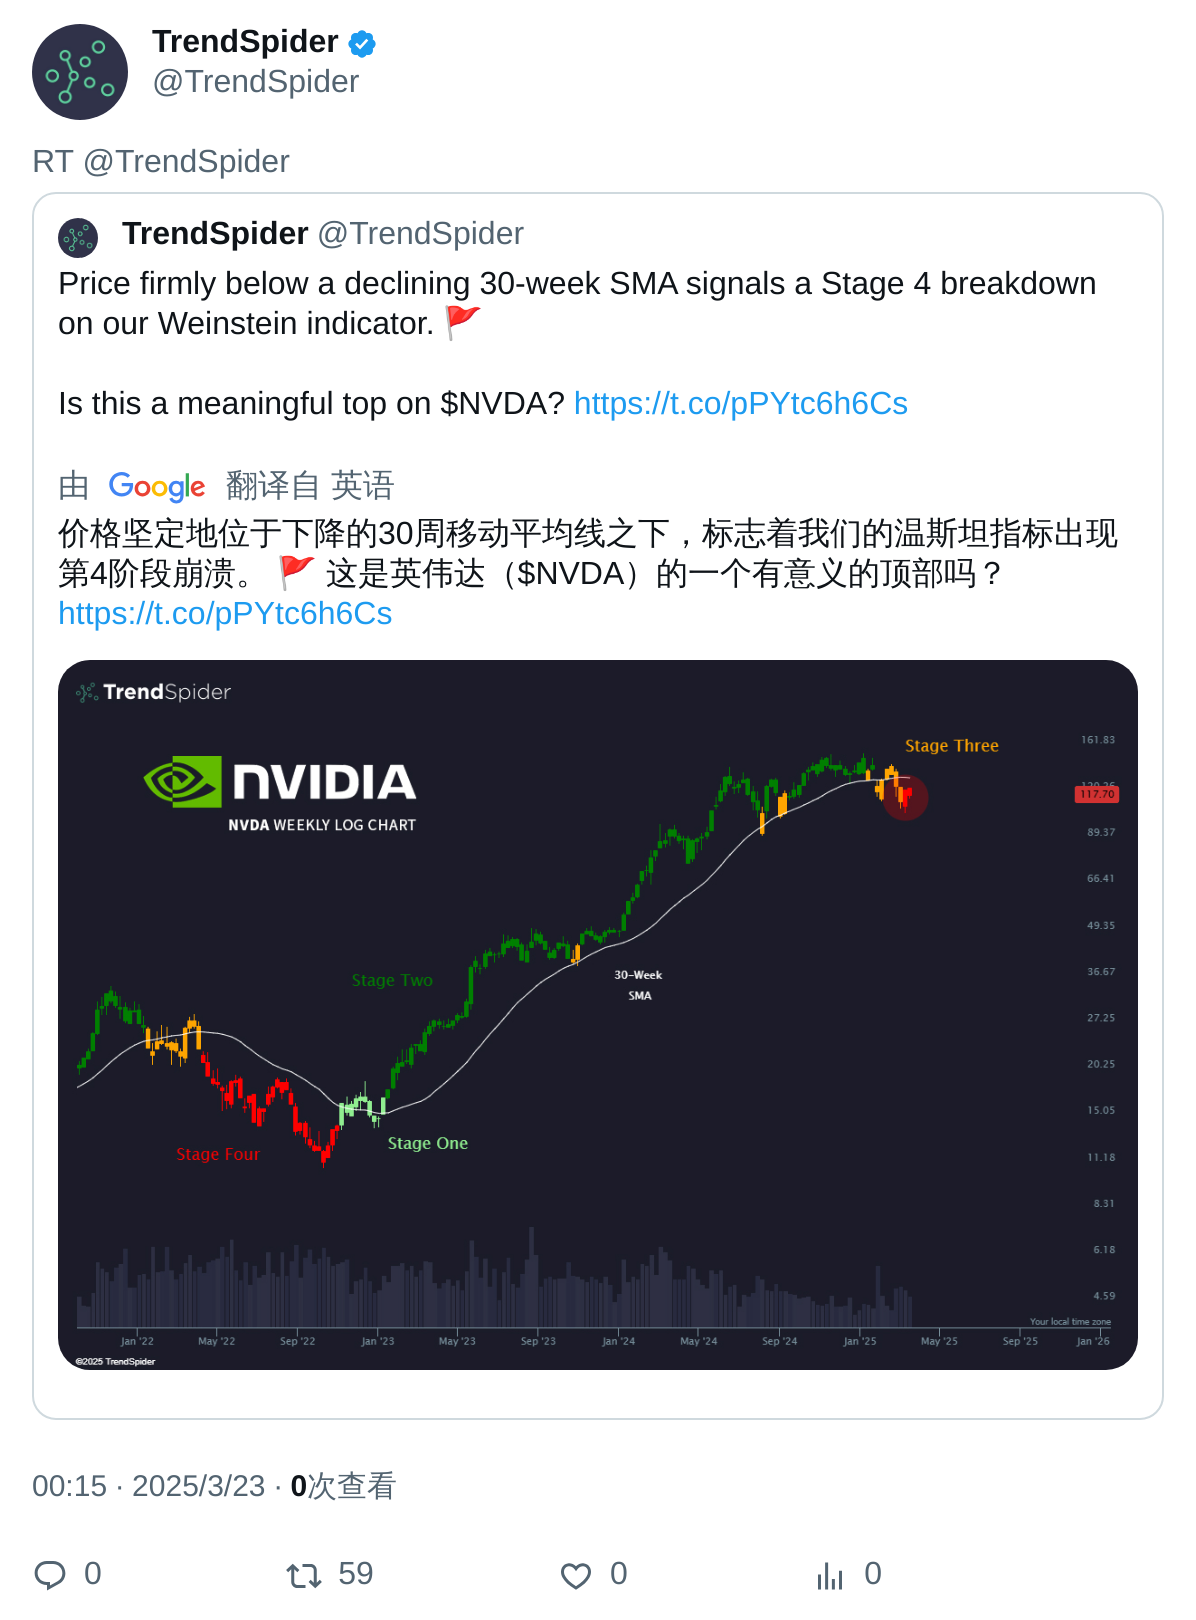 TrendSpider
@TrendSpider
RT @TrendSpider
TrendSpider @TrendSpider
Price firmly below a declining 30-week SMA signals a Stage 4 breakdown
on our Weinstein indicator. 🚩
Is this a meaningful top on $NVDA? https://t.co/pPYtc6h6Cs
由 Google 翻译自 英语
价格坚定地位于下降的30周移动平均线之下，标志着我们的温斯坦指标出现
第4阶段崩溃。 🚩 这是英伟达（$NVDA）的一个有意义的顶部吗？
https://t.co/pPYtc6h6Cs
TrendSpider
NVIDIA
NVDA WEEKLY LOG CHART
Stage Three
161.83
117.70
89.37
66.41
49.35
Stage Two
30-Week
SMA
36.67
27.25
20.25
15.05
Stage One
Stage Four
11.18
8.31
6.18
4.59
Your local time zone
Jan '22 May '22 Sep '22 Jan '23 May '23 Sep '23 Jan '24 May '24 Sep '24 Jan '25 May '25 Sep '25 Jan '26
©2025 TrendSpider
00:15 · 2025/3/23 · 0次查看
0 59 0 0